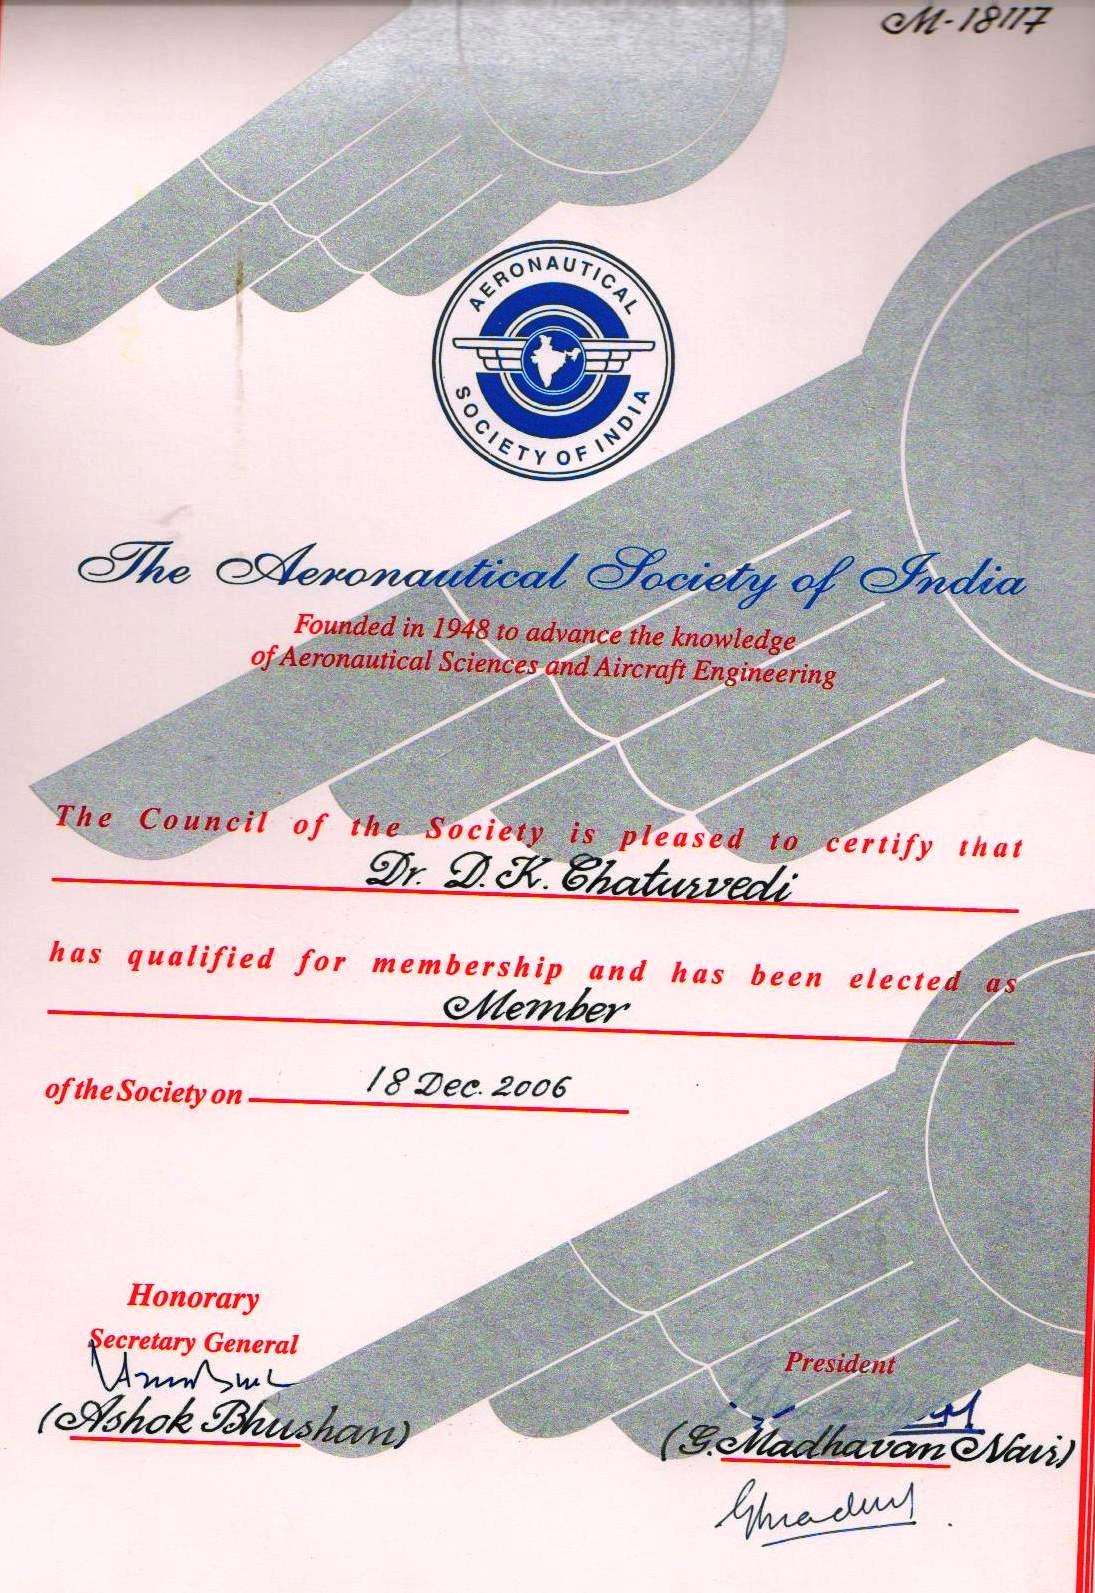 M-18117
AERONAUTICAL
SOCIETY OF INDIA
The Aeronautical Society of India
Founded in 1948 to advance the knowledge
of Aeronautical Sciences and Aircraft Engineering
The Council of the Society is pleased to certify that
Dr. D.K. Chaturvedi
has qualified for membership and has been elected as
Member
of the Society on 18 Dec. 2006
Honorary
Secretary General
President
(Ashok Bhushan)
(G. Madhavan Nair)